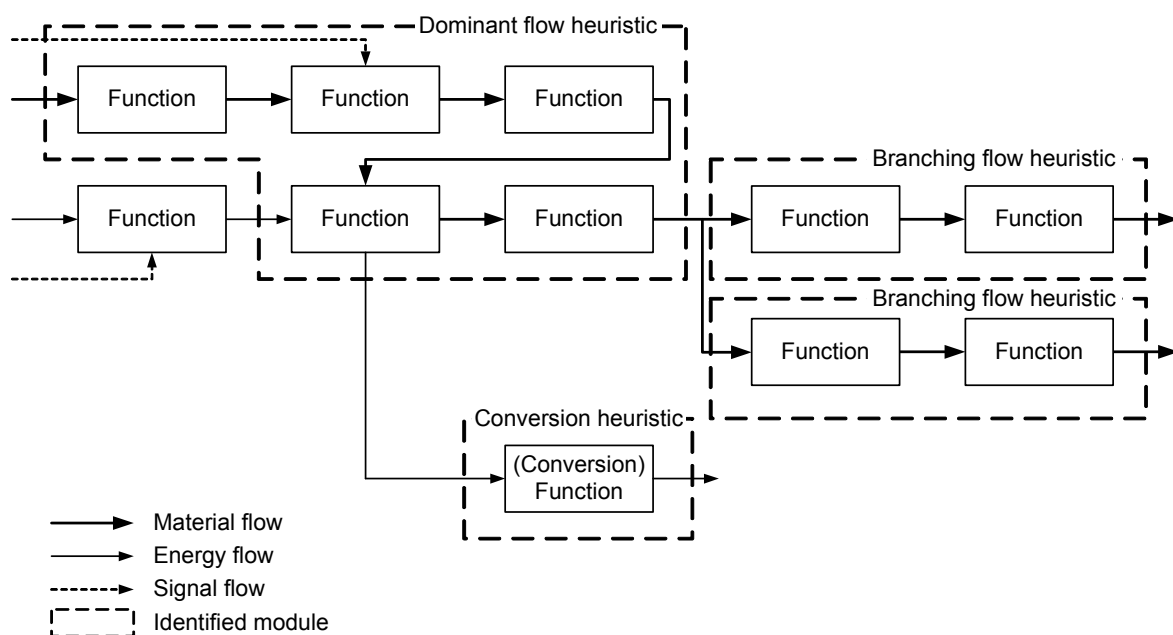 Dominant flow heuristic
Function
Function
Function
Branching flow heuristic
Function
Function
Function
Function
Function
Branching flow heuristic
Function
Function
Conversion heuristic
(Conversion)
Function
Material flow
Energy flow
Signal flow
Identified module